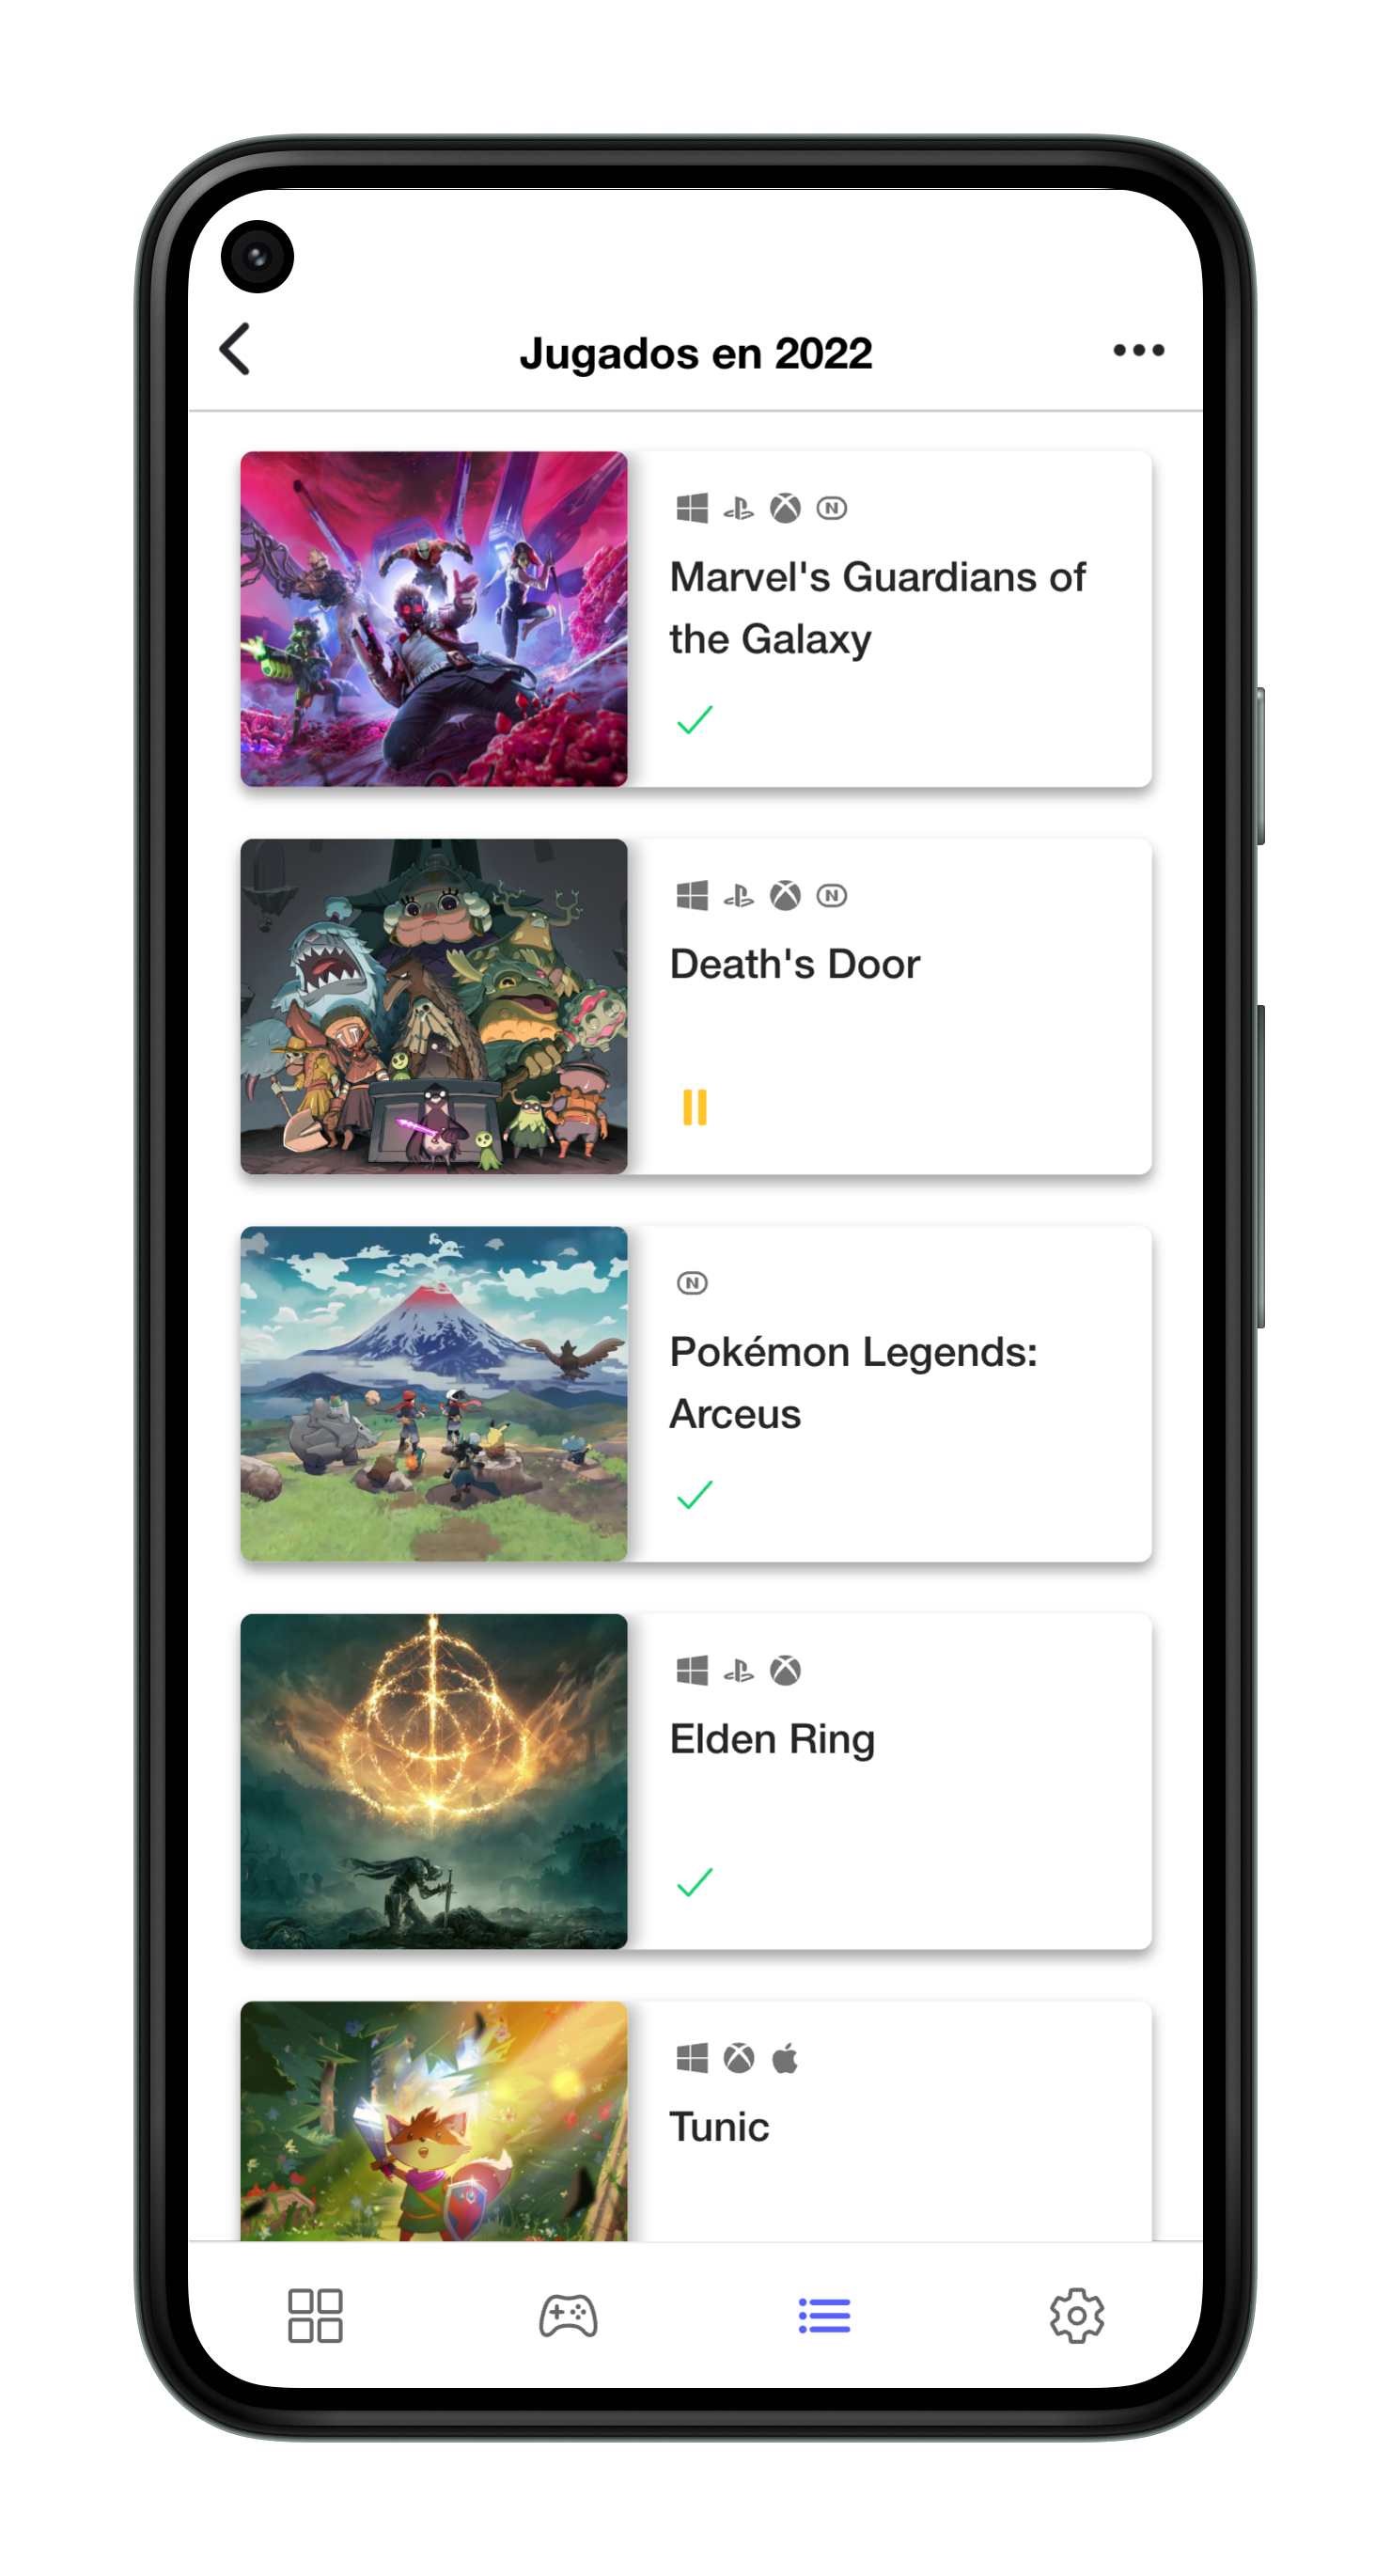 Jugados en 2022
Marvel's Guardians of
the Galaxy
Death's Door
Pokémon Legends:
Arceus
Elden Ring
Tunic